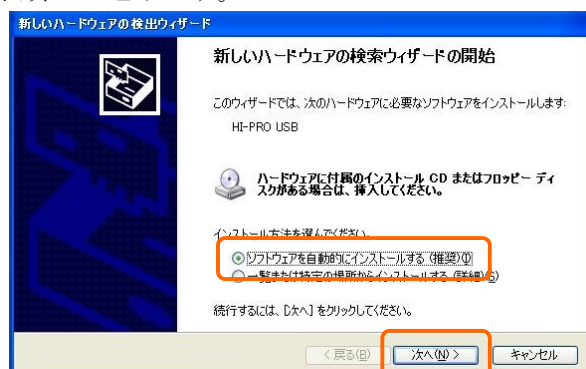 新しいハードウェアの検出ウィザード
新しいハードウェアの検索ウィザードの開始
このウィザードでは、次のハードウェアに必要なソフトウェアをインストールします:
HI-PRO USB
ハードウェアに付属のインストール CD またはフロッピー ディ
スクがある場合は、挿入してください。
インストール方法を選んでください。
ソフトウェアを自動的にインストールする (推奨)(I)
一覧または特定の場所からインストールする (詳細)(S)
続行するには、[次へ] をクリックしてください。
< 戻る(B)
次へ(N) >
キャンセル